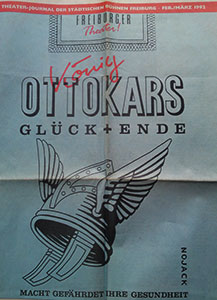 THEATER-JOURNAL DER STÄDTISCHEN BÜHNEN FREIBURG · FEB./MÄRZ 1992
FREIBURGER
Theater!
König
OTTOKARS
GLÜCK+ENDE
NOJACK
MACHT GEFÄHRDET IHRE GESUNDHEIT